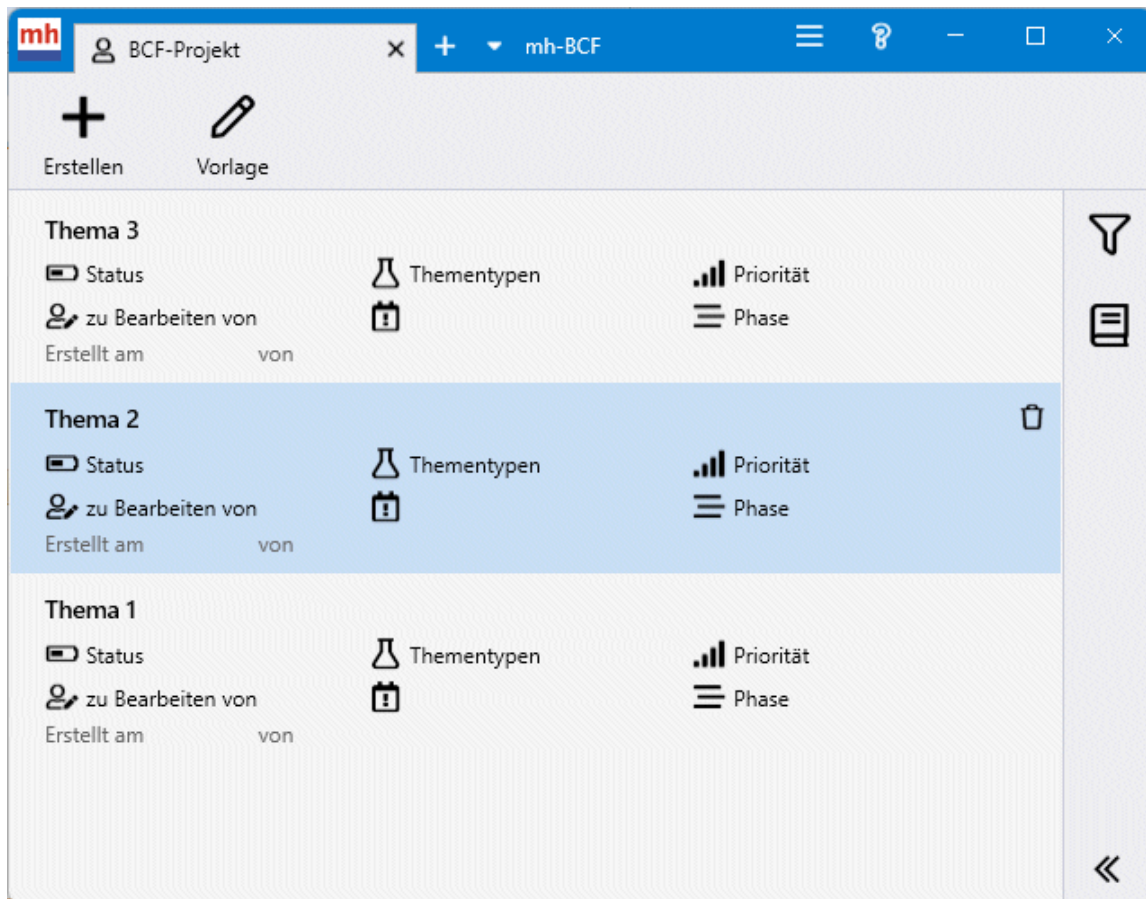 mh BCF-Projekt mh-BCF
Erstellen Vorlage
Thema 3
Status Thementypen Priorität
zu Bearbeiten von Phase
Erstellt am von
Thema 2
Status Thementypen Priorität
zu Bearbeiten von Phase
Erstellt am von
Thema 1
Status Thementypen Priorität
zu Bearbeiten von Phase
Erstellt am von